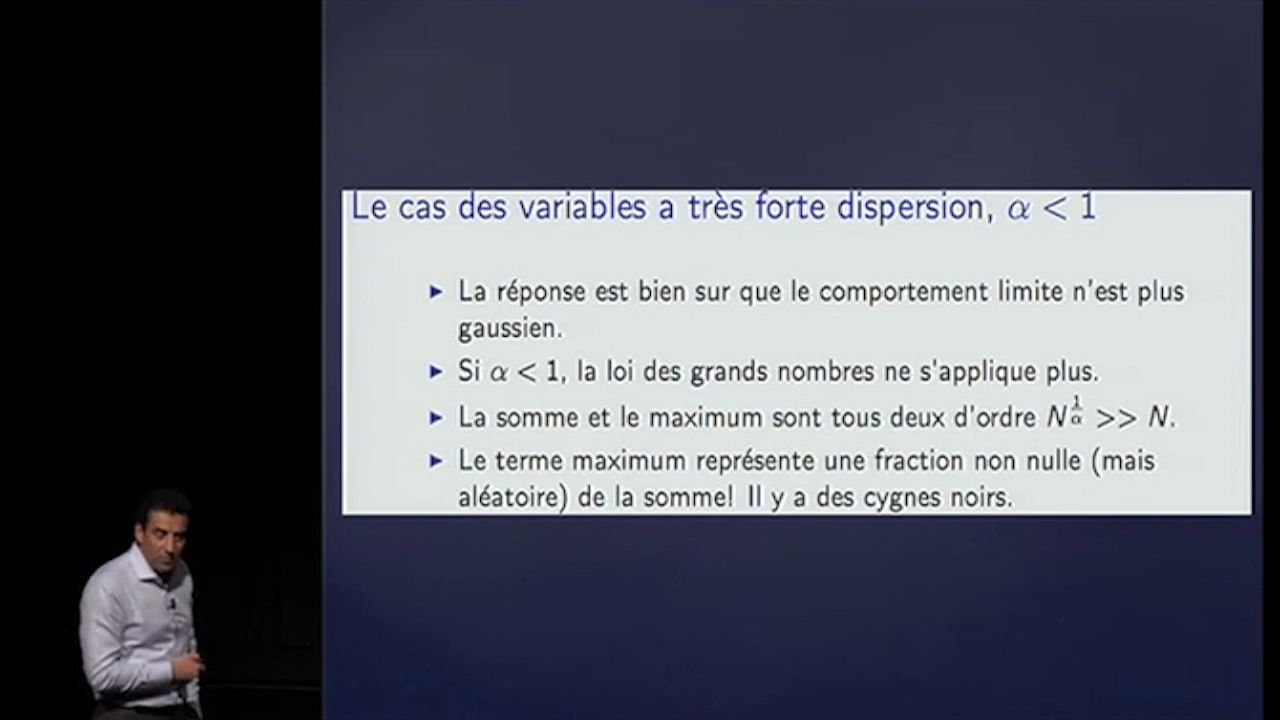 Le cas des variables a très forte dispersion, α < 1
► La réponse est bien sur que le comportement limite n'est plus
gaussien.
► Si α < 1, la loi des grands nombres ne s'applique plus.
► La somme et le maximum sont tous deux d'ordre N^{1/α} >> N.
► Le terme maximum représente une fraction non nulle (mais
aléatoire) de la somme! Il y a des cygnes noirs.